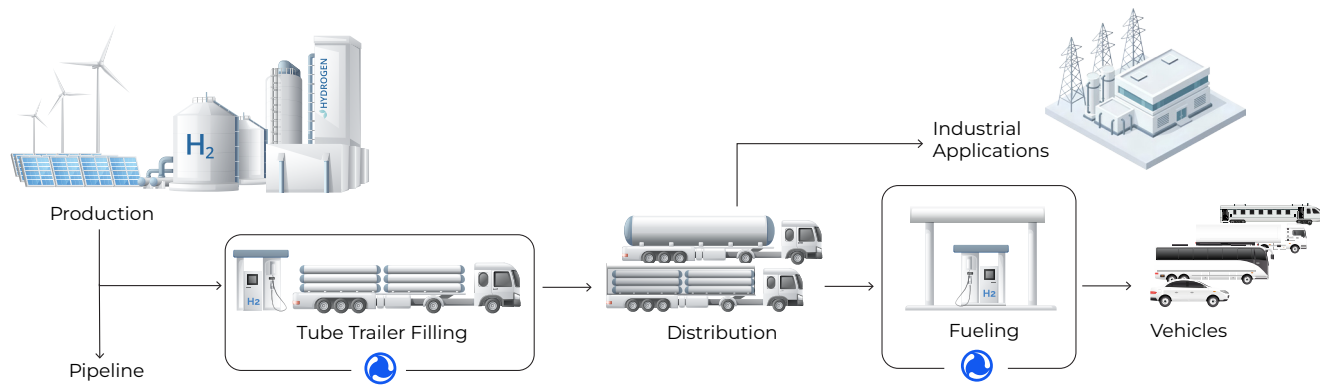 H2
HYDROGEN
Industrial
Applications
Production
H2
Tube Trailer Filling
Distribution
H2
Fueling
Vehicles
Pipeline